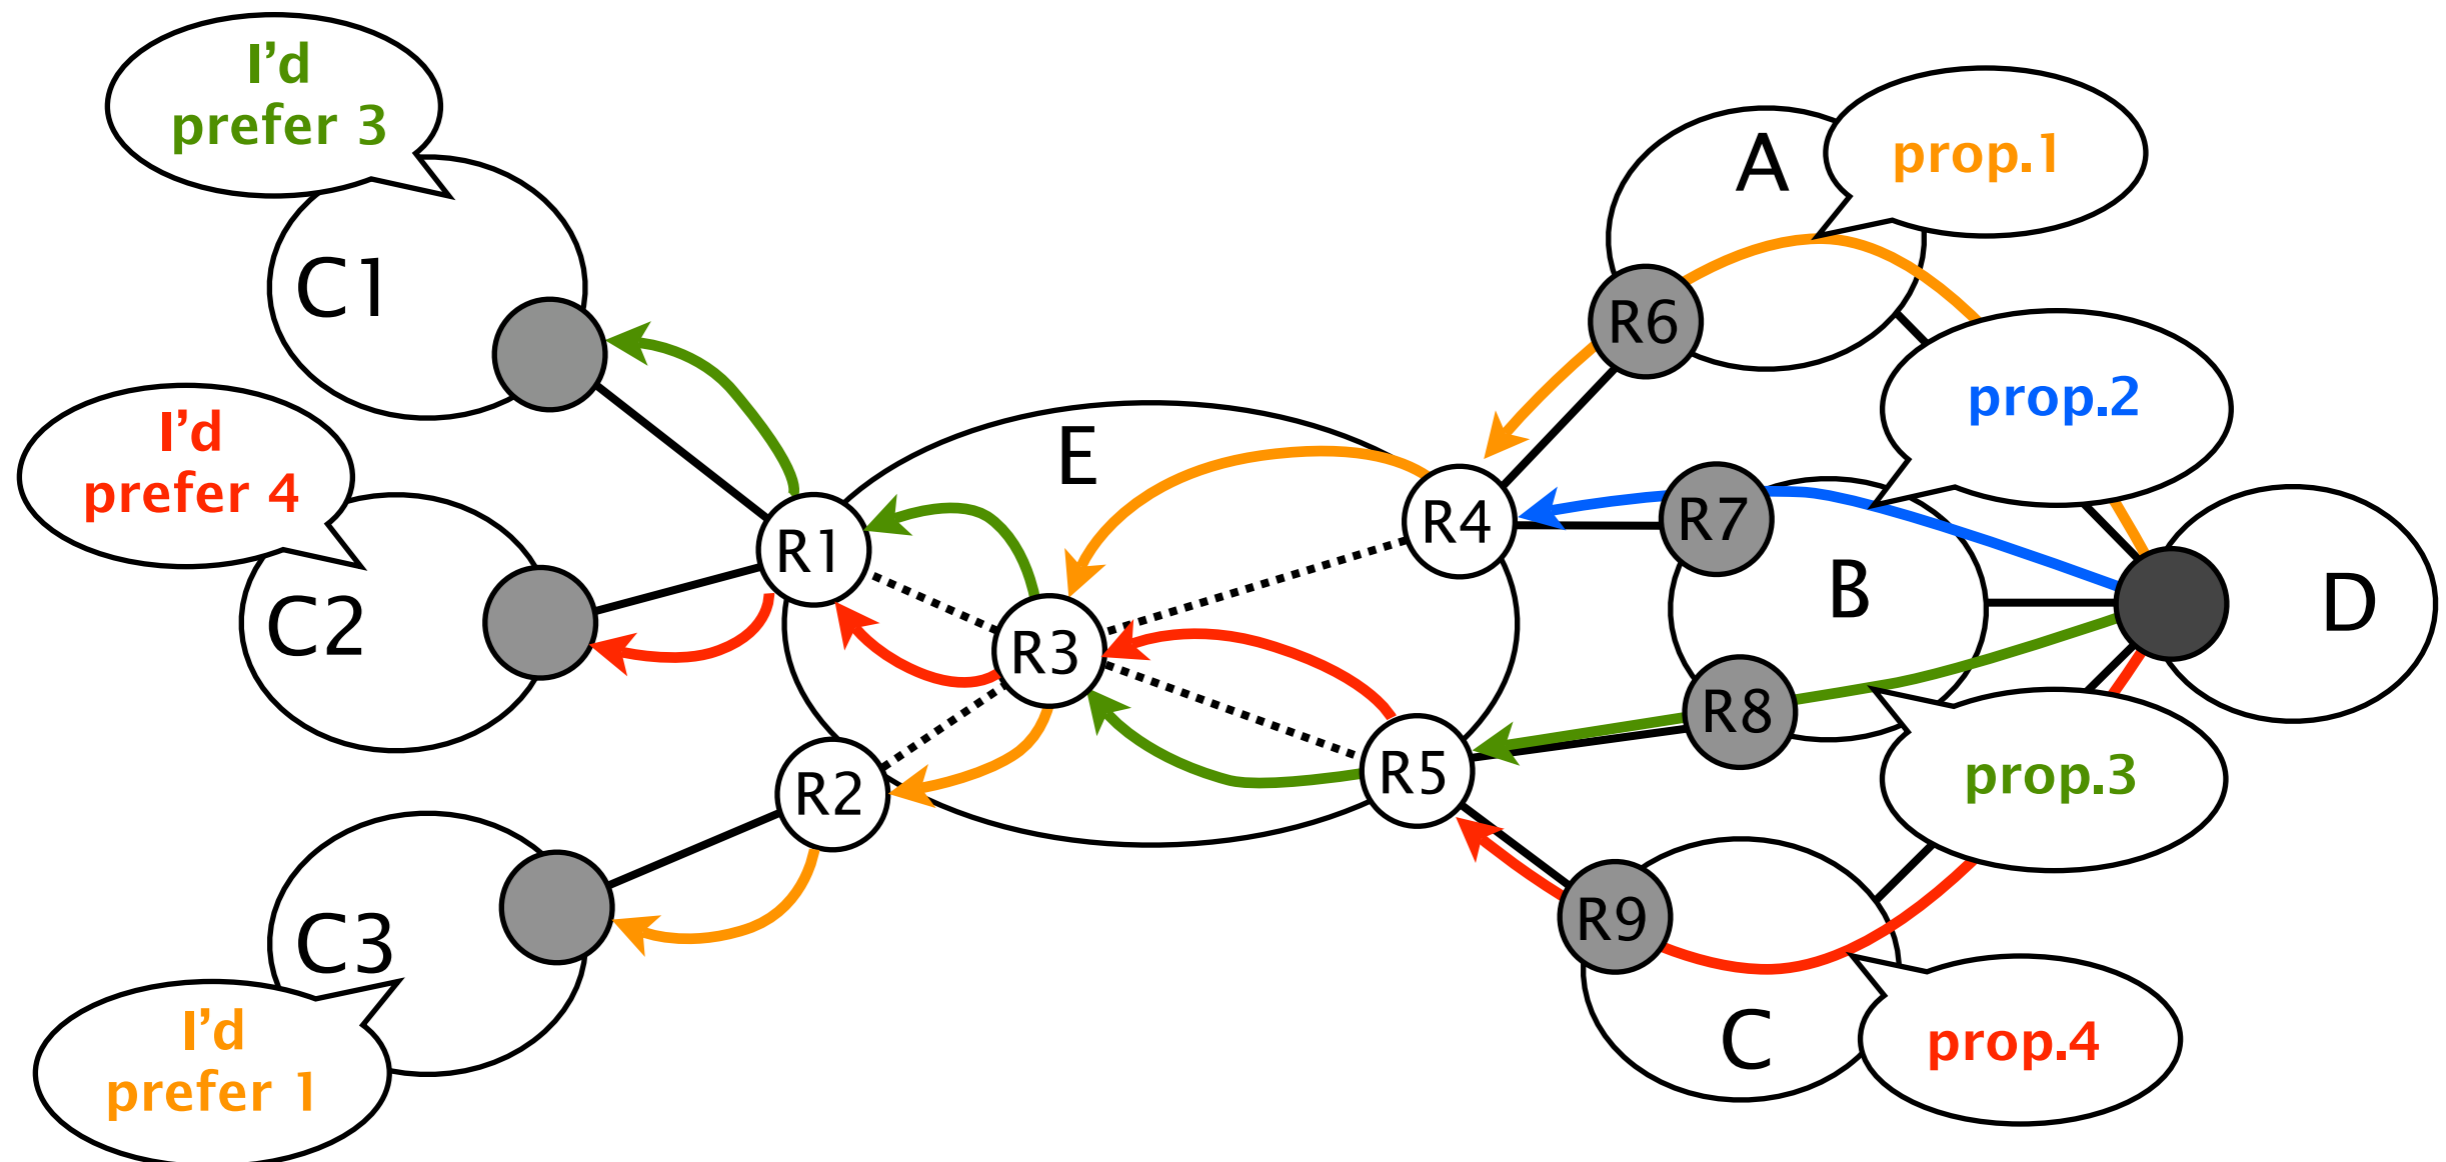 I’d
prefer 3
C1
I’d
prefer 4
C2
C3
I’d
prefer 1
E
R1
R2
R3
R4
R5
A
R6
prop.1
prop.2
R7
B
R8
D
prop.3
R9
C
prop.4